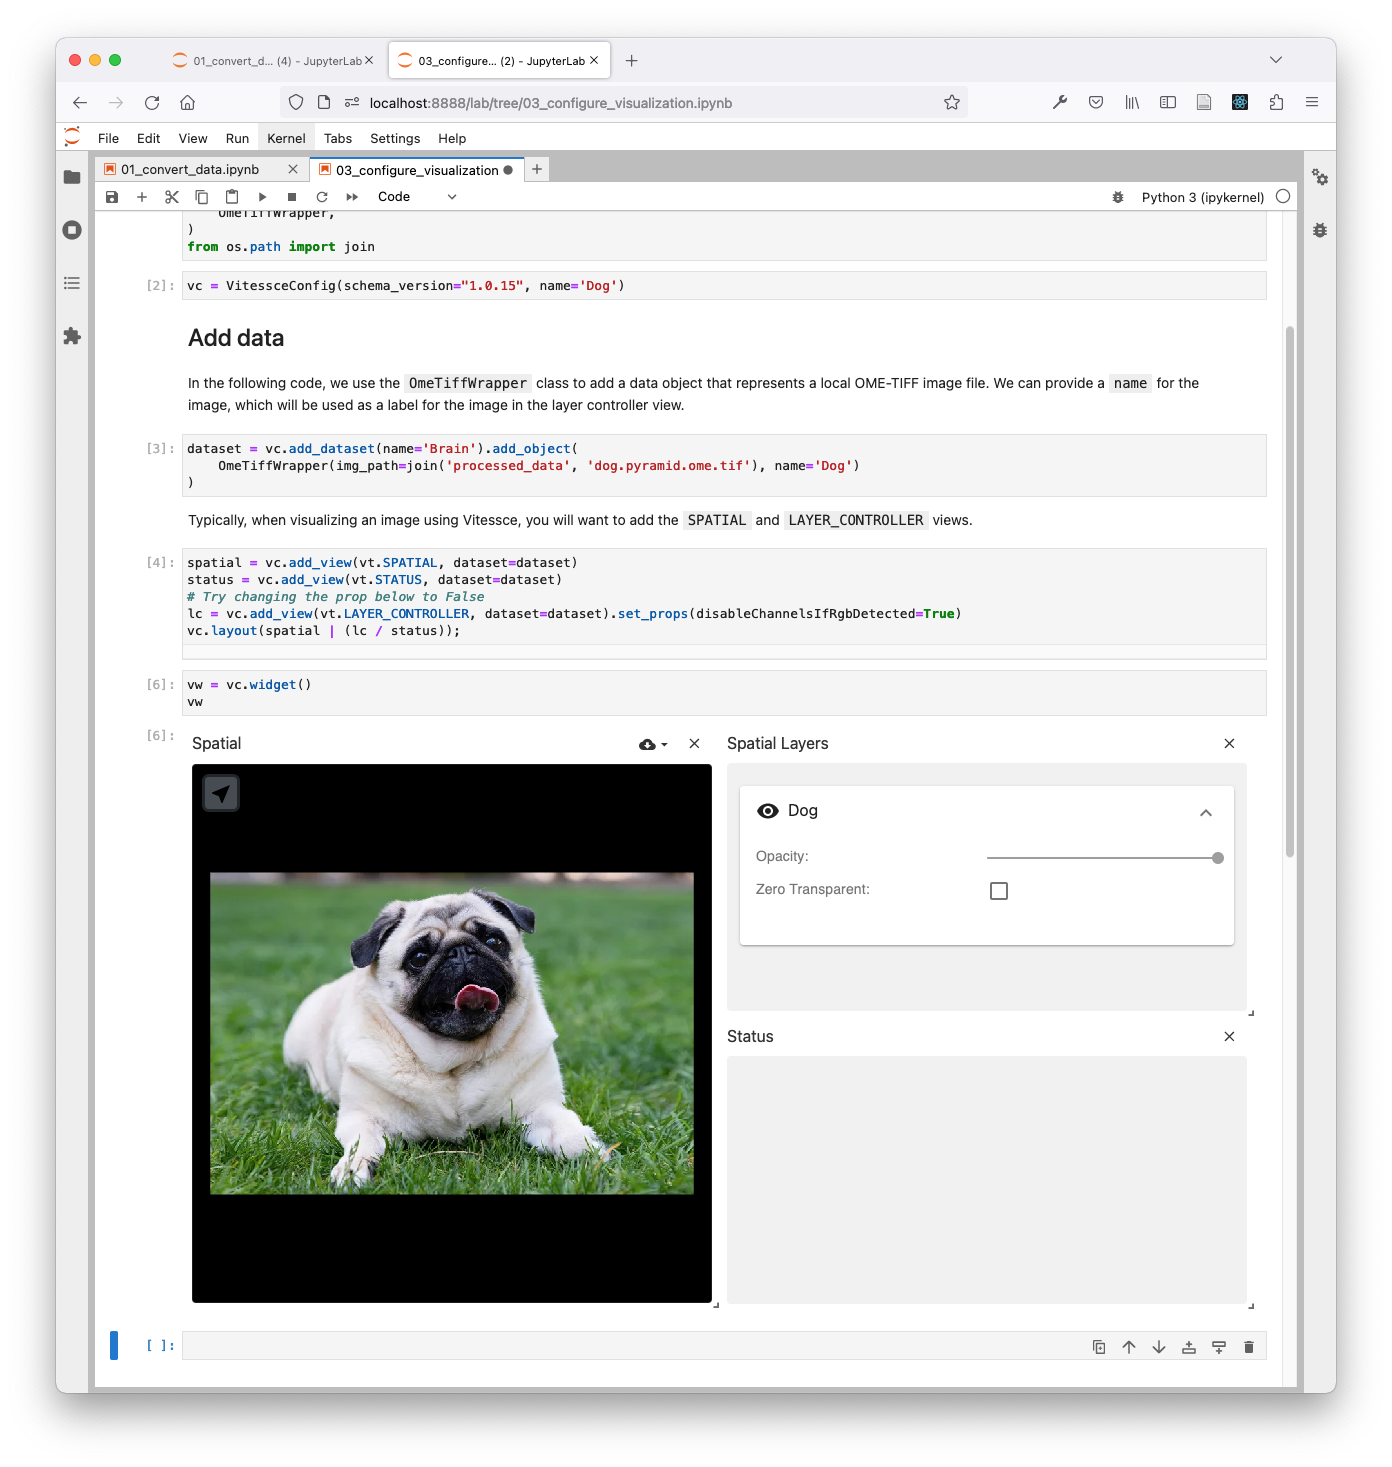 01_convert_d... (4) - JupyterLab
03_configure... (2) - JupyterLab
localhost:8888/lab/tree/03_configure_visualization.ipynb
File Edit View Run Kernel Tabs Settings Help
01_convert_data.ipynb
03_configure_visualization
Code
Python 3 (ipykernel)
OmeTiffWrapper,
)
from os.path import join
[2]:
vc = VitessceConfig(schema_version="1.0.15", name='Dog')
Add data
In the following code, we use the OmeTiffWrapper class to add a data object that represents a local OME-TIFF image file. We can provide a name for the
image, which will be used as a label for the image in the layer controller view.
[3]:
dataset = vc.add_dataset(name='Brain').add_object(
OmeTiffWrapper(img_path=join('processed_data', 'dog.pyramid.ome.tif'), name='Dog')
)
Typically, when visualizing an image using Vitessce, you will want to add the SPATIAL and LAYER_CONTROLLER views.
[4]:
spatial = vc.add_view(vt.SPATIAL, dataset=dataset)
status = vc.add_view(vt.STATUS, dataset=dataset)
# Try changing the prop below to False
lc = vc.add_view(vt.LAYER_CONTROLLER, dataset=dataset).set_props(disableChannelsIfRgbDetected=True)
vc.layout(spatial | (lc / status));
[6]:
vw = vc.widget()
vw
[6]:
Spatial
Spatial Layers
Dog
Opacity:
Zero Transparent:
Status
[ ]: